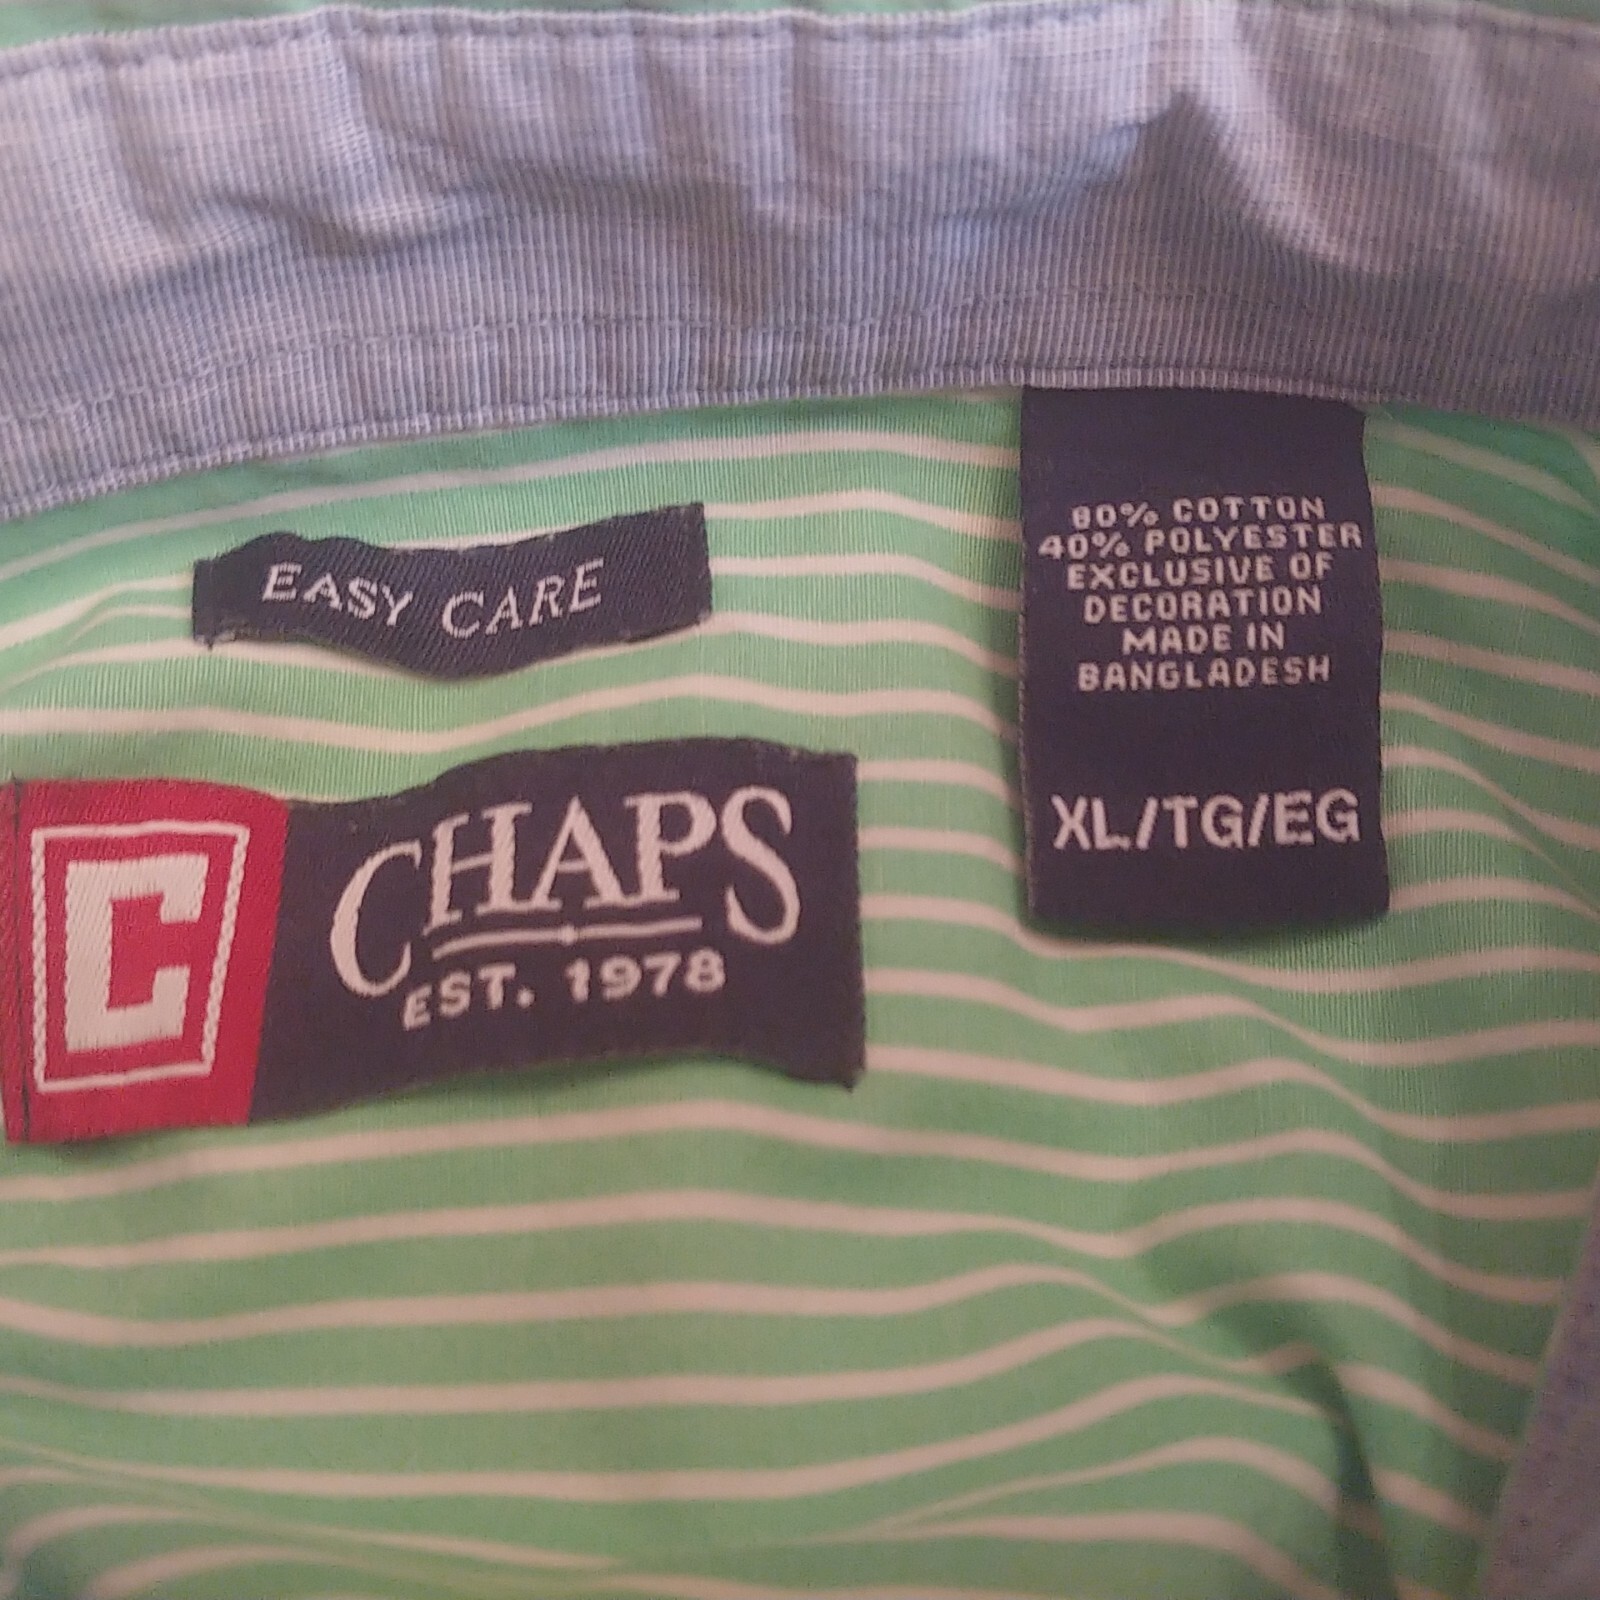 EASY CARE
C
CHAPS
EST. 1978
60% COTTON
40% POLYESTER
EXCLUSIVE OF
DECORATION
MADE IN
BANGLADESH
XL/TG/EG